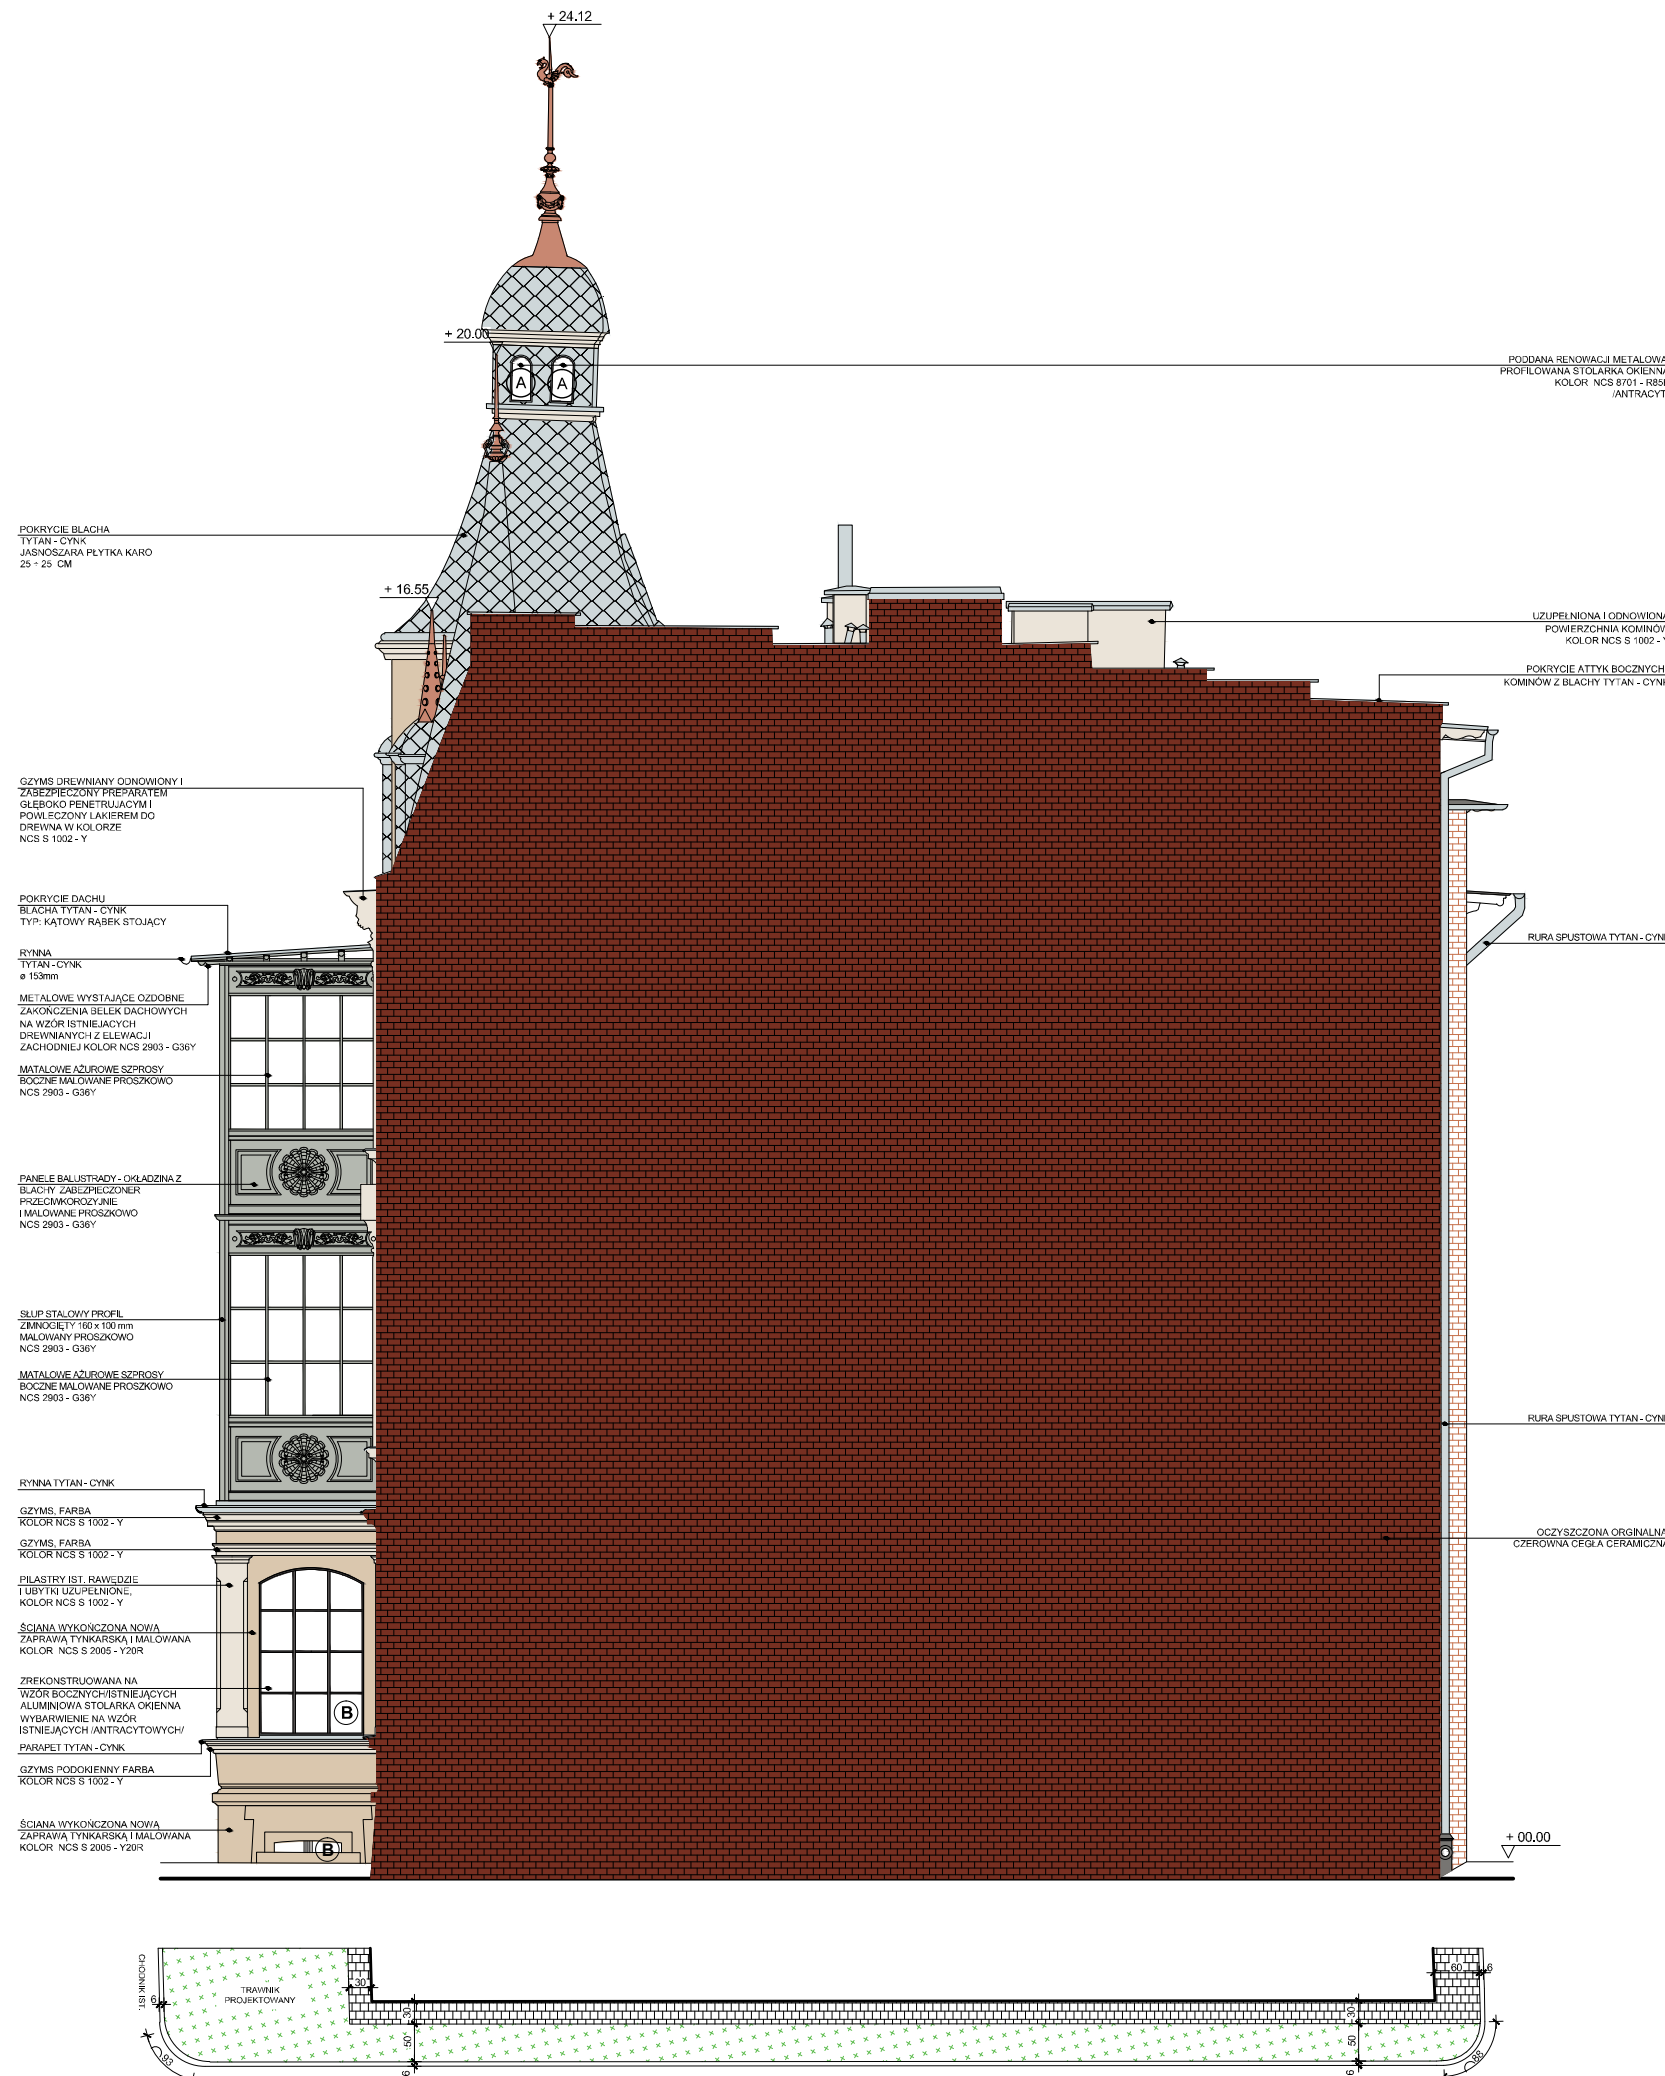 + 24.12
+ 20.00
A
A
PODDANA RENOWACJI METALOWA
PROFILOWANA STOLARKA OKIENNA
KOLOR NCS 8701 - R85
/ANTRACYT
POKRYCIE BLACHA
TYTAN - CYNK
JASNOSZARA PŁYTKA KARO
25 ÷ 25 CM
+ 16.55
UZUPEŁNIONA I ODNOWIONA
POWIERZCHNIA KOMINÓW
KOLOR NCS S 1002 - Y
POKRYCIE ATTYK BOCZNYCH
KOMINÓW Z BLACHY TYTAN - CYNK
GZYMS DREWNIANY ODNOWIONY I
ZABEZPIECZONY PREPARATEM
GŁĘBOKO PENETRUJACYM I
POWLECZONY LAKIEREM DO
DREWNA W KOLORZE
NCS S 1002 - Y
POKRYCIE DACHU
BLACHA TYTAN - CYNK
TYP: KĄTOWY RĄBEK STOJĄCY
RYNNA
TYTAN - CYNK
ø 153mm
RURA SPUSTOWA TYTAN - CYNK
METALOWE WYSTAJĄCE OZDOBNE
ZAKOŃCZENIA BELEK DACHOWYCH
NA WZÓR ISTNIEJACYCH
DREWNIANYCH Z ELEWACJI
ZACHODNIEJ KOLOR NCS 2903 - G36Y
MATALOWE AŻUROWE SZPROSY
BOCZNE MALOWANE PROSZKOWO
NCS 2903 - G36Y
PANELE BALUSTRADY - OKŁADZINA Z
BLACHY ZABEZPIECZONER
PRZECIWKOROZYJNIE
I MALOWANE PROSZKOWO
NCS 2903 - G36Y
SŁUP STALOWY PROFIL
ZIMNOGIĘTY 160 x 100 mm
MALOWANY PROSZKOWO
NCS 2903 - G36Y
MATALOWE AŻUROWE SZPROSY
BOCZNE MALOWANE PROSZKOWO
NCS 2903 - G36Y
RURA SPUSTOWA TYTAN - CYNK
RYNNA TYTAN - CYNK
GZYMS, FARBA
KOLOR NCS S 1002 - Y
GZYMS, FARBA
KOLOR NCS S 1002 - Y
OCZYSZCZONA ORGINALNA
CZEROWNA CEGŁA CERAMICZNA
PILASTRY IST. RAWĘDZIE
I UBYTKI UZUPEŁNIONE,
KOLOR NCS S 1002 - Y
ŚCIANA WYKOŃCZONA NOWĄ
ZAPRAWĄ TYNKARSKĄ I MALOWANA
KOLOR NCS S 2005 - Y20R
ZREKONSTRUOWANA NA
WZÓR BOCZNYCH/ISTNIEJĄCYCH
ALUMINIOWA STOLARKA OKIENNA
WYBARWIENIE NA WZÓR
ISTNIEJĄCYCH /ANTRACYTOWYCH/
B
PARAPET TYTAN - CYNK
GZYMS PODOKIENNY FARBA
KOLOR NCS S 1002 - Y
ŚCIANA WYKOŃCZONA NOWĄ
ZAPRAWĄ TYNKARSKĄ I MALOWANA
KOLOR NCS S 2005 - Y20R
B
+ 00.00
CHODNIK IST.
TRAWNIK
PROJEKTOWANY
30
60
6
6
30
30
50
50
93
88
6
6